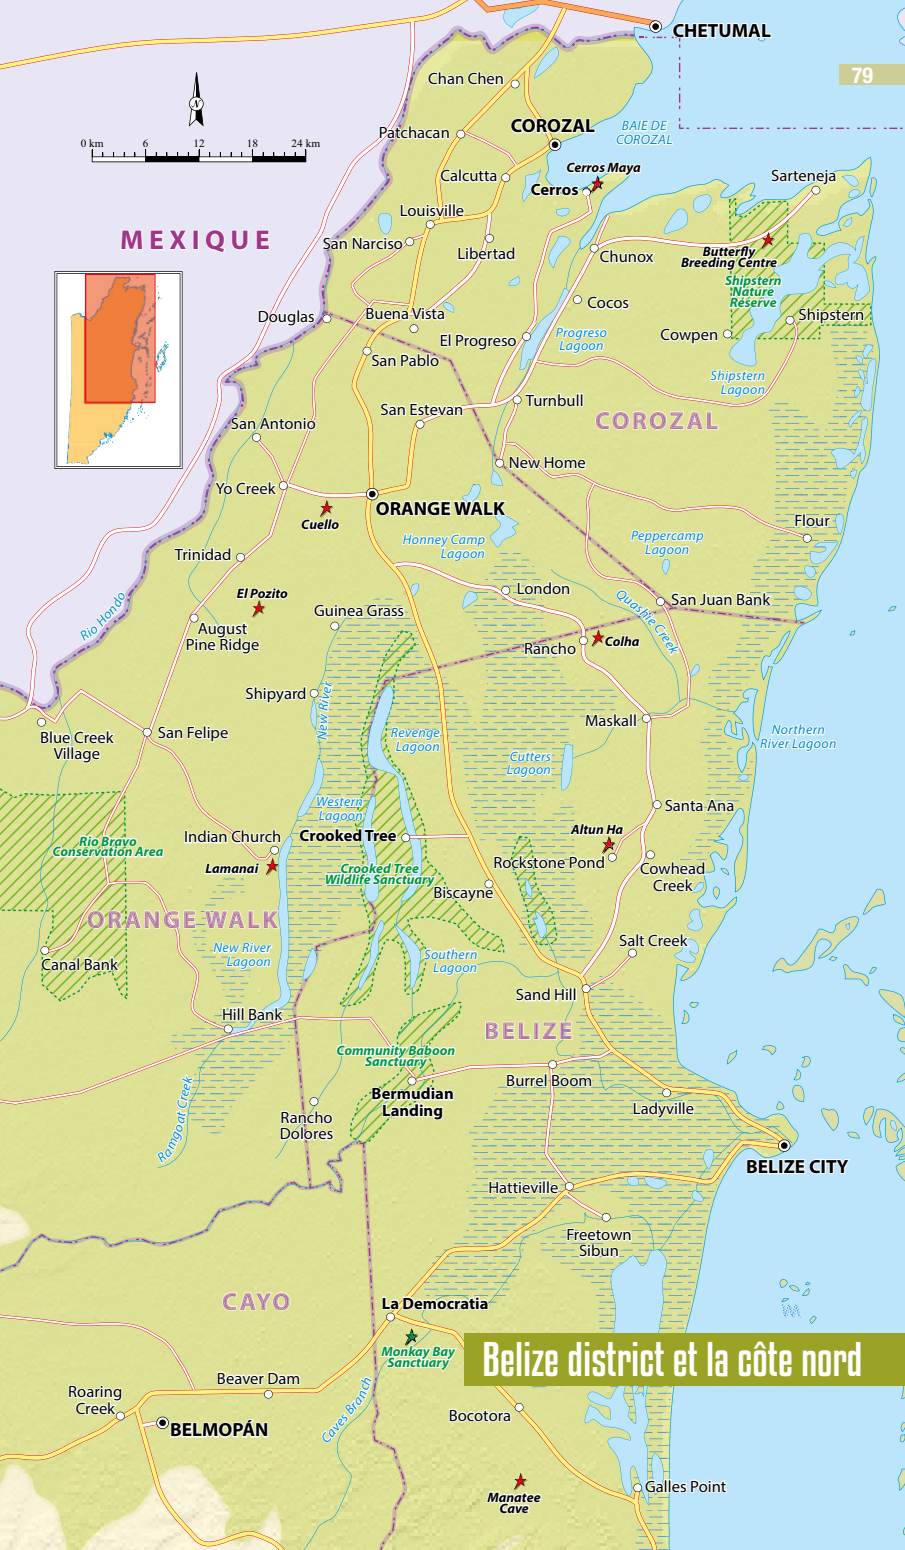 CHETUMAL
79
Chan Chen
N
0 km 6 12 18 24 km
Patchacan
COROZAL
BAIE DE
COROZAL
Calcutta
Cerros Maya
Cerros
Sarteneja
Louisville
MEXIQUE
San Narciso
Libertad
Chunox
Butterfly
Breeding Centre
Shipstern
Nature
Réserve
Cocos
Douglas
Buena Vista
Shipstern
El Progreso
Progreso
Lagoon
Cowpen
San Pablo
Shipstern
Lagoon
San Estevan
Turnbull
COROZAL
San Antonio
New Home
Yo Creek
ORANGE WALK
Cuello
Flour
Honney Camp
Lagoon
Peppercamp
Lagoon
Trinidad
El Pozito
London
Rio Hondo
Guinea Grass
Quashie Creek
San Juan Bank
August
Pine Ridge
Rancho
Colha
Shipyard
New River
Blue Creek
Village
San Felipe
Revenge
Lagoon
Maskall
Northern
River Lagoon
Cutters
Lagoon
Western
Lagoon
Santa Ana
Rio Bravo
Conservation Area
Indian Church
Crooked Tree
Altun Ha
Lamanai
Crooked Tree
Wildlife Sanctuary
Rockstone Pond
Cowhead
Creek
Biscayne
ORANGE WALK
New River
Lagoon
Southern
Lagoon
Salt Creek
Canal Bank
Sand Hill
Hill Bank
BELIZE
Community Baboon
Sanctuary
Burrel Boom
Bermudian
Landing
Ramgoat Creek
Rancho
Dolores
Ladyville
BELIZE CITY
Hattieville
Freetown
Sibun
CAYO
La Democratia
Monkay Bay
Sanctuary
Belize district et la côte nord
Beaver Dam
Roaring
Creek
Caves Branch
Bocotora
BELMOPÁN
Galles Point
Manatee
Cave